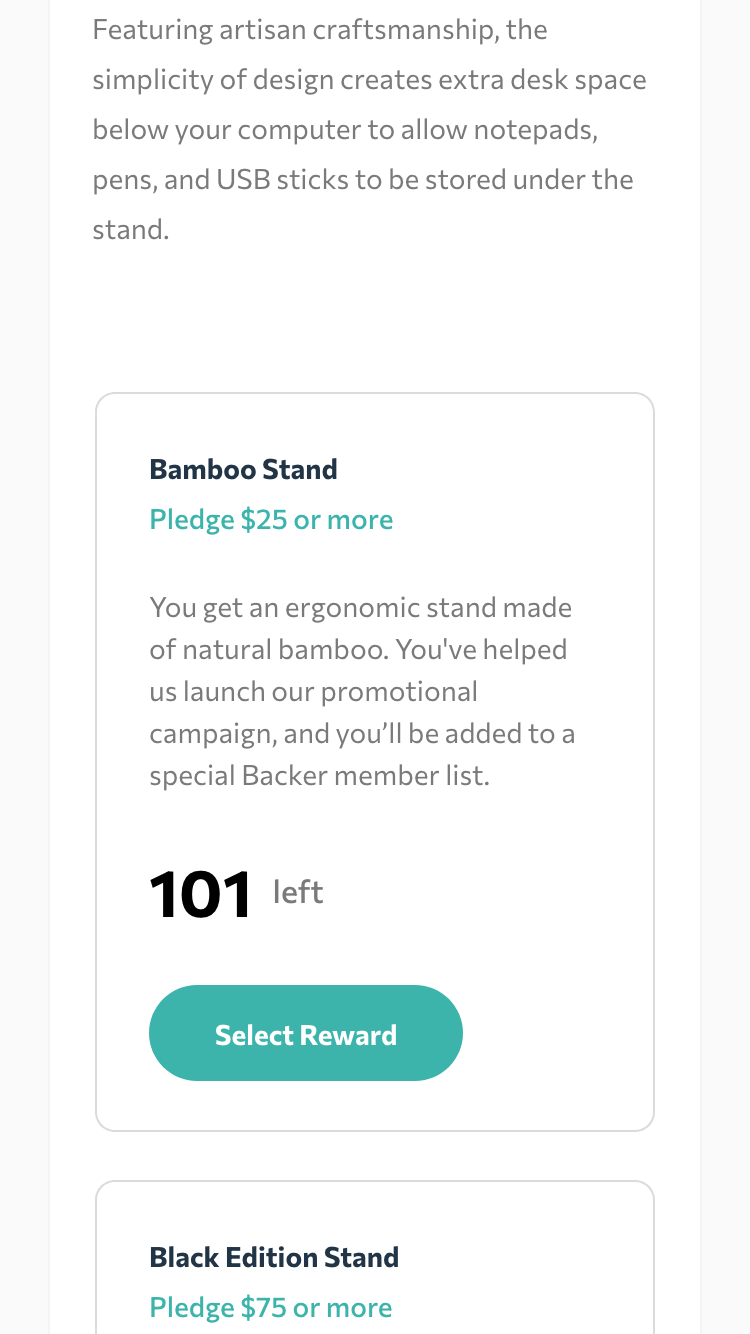 Featuring artisan craftsmanship, the
simplicity of design creates extra desk space
below your computer to allow notepads,
pens, and USB sticks to be stored under the
stand.
Bamboo Stand
Pledge $25 or more
You get an ergonomic stand made
of natural bamboo. You've helped
us launch our promotional
campaign, and you’ll be added to a
special Backer member list.
101 left
Select Reward
Black Edition Stand
Pledge $75 or more